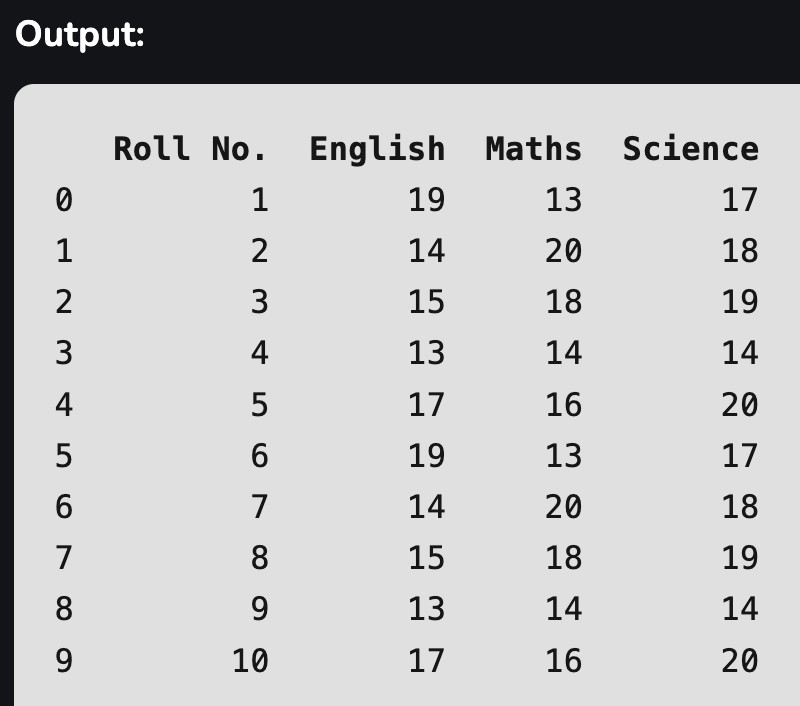 Output:
Roll No. English Maths Science
0 1 19 13 17
1 2 14 20 18
2 3 15 18 19
3 4 13 14 14
4 5 17 16 20
5 6 19 13 17
6 7 14 20 18
7 8 15 18 19
8 9 13 14 14
9 10 17 16 20